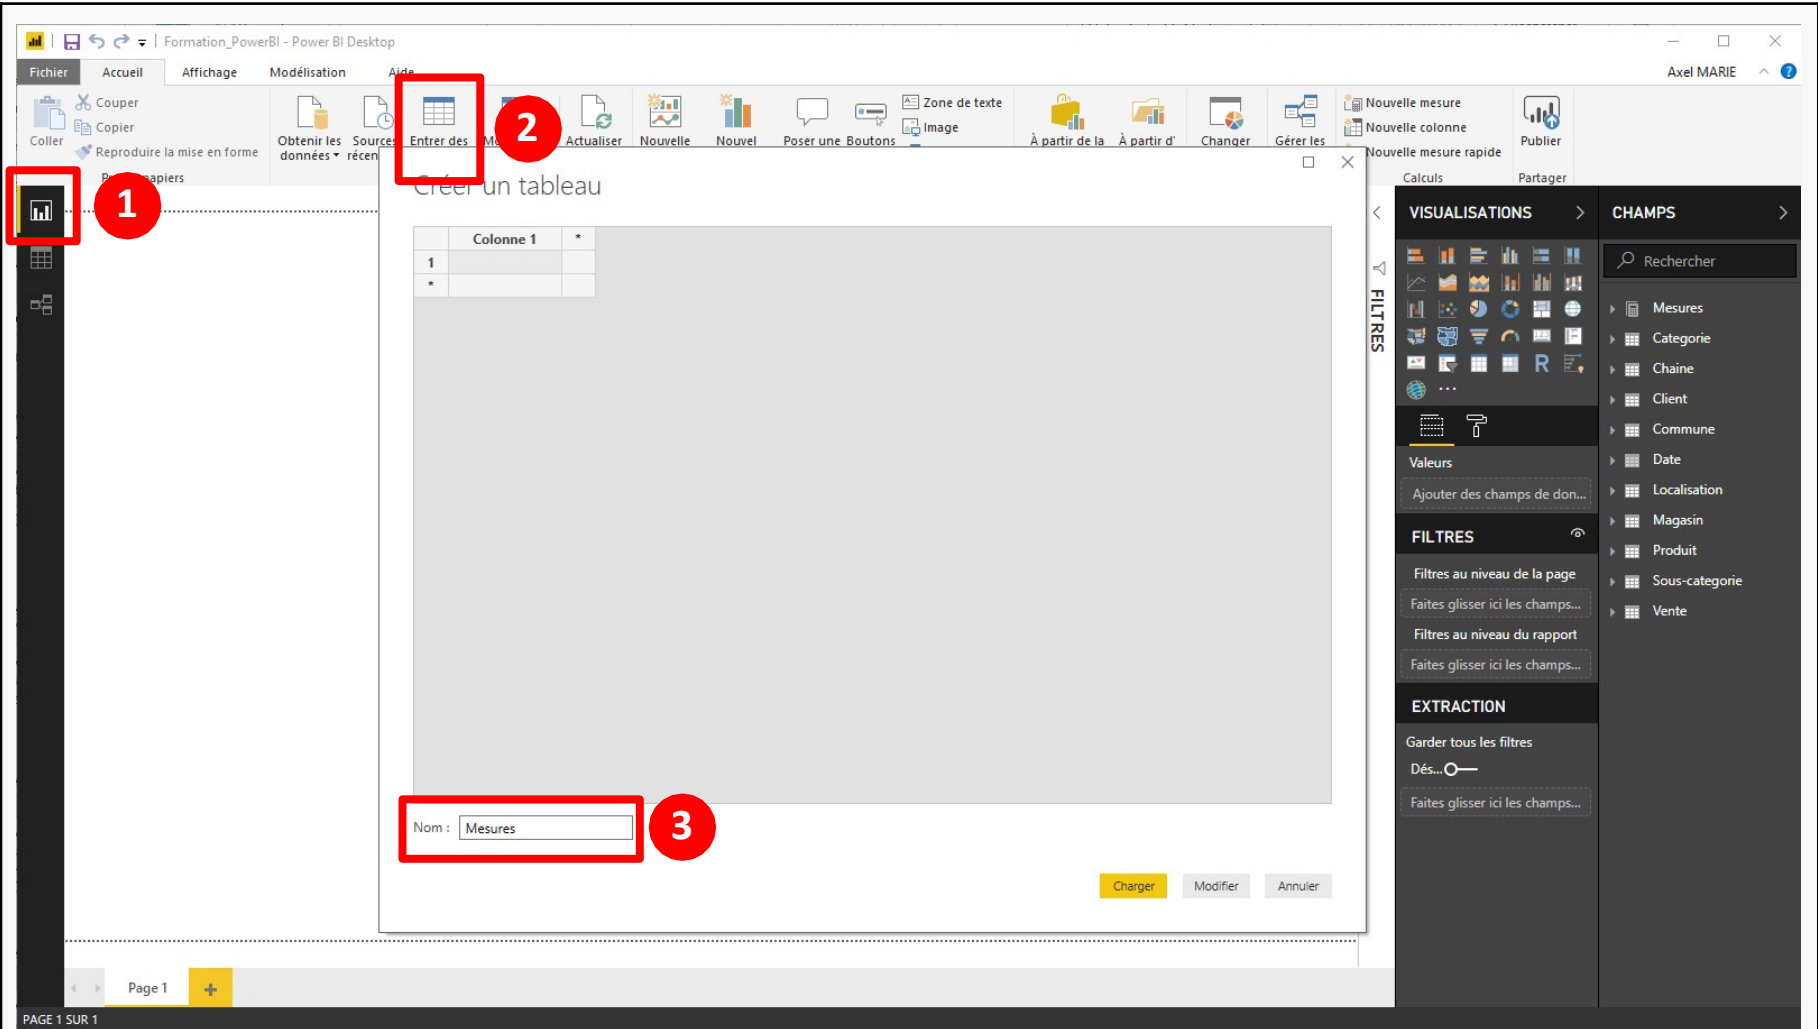 Formation_PowerBI - Power BI Desktop
Fichier Accueil Affichage Modélisation Aide Axel MARIE
Coller
Couper
Copier
Reproduire la mise en forme
Obtenir les données
Sources
Entrer des
Actualiser
Nouvelle
Nouvel
Poser une
Boutons
Zone de texte
Image
À partir de la
À partir d'
Changer
Gérer les
Nouvelle mesure
Nouvelle colonne
Nouvelle mesure rapide
Publier
Calculs
Partager
1
2
Créer un tableau
Colonne 1 *
1
*
Nom : Mesures
3
Charger Modifier Annuler
FILTRES
VISUALISATIONS
R
123
Valeurs
Ajouter des champs de don...
FILTRES
Filtres au niveau de la page
Faites glisser ici les champs...
Filtres au niveau du rapport
Faites glisser ici les champs...
EXTRACTION
Garder tous les filtres
Dés...
Faites glisser ici les champs...
CHAMPS
Rechercher
Mesures
Categorie
Chaine
Client
Commune
Date
Localisation
Magasin
Produit
Sous-categorie
Vente
Page 1
PAGE 1 SUR 1